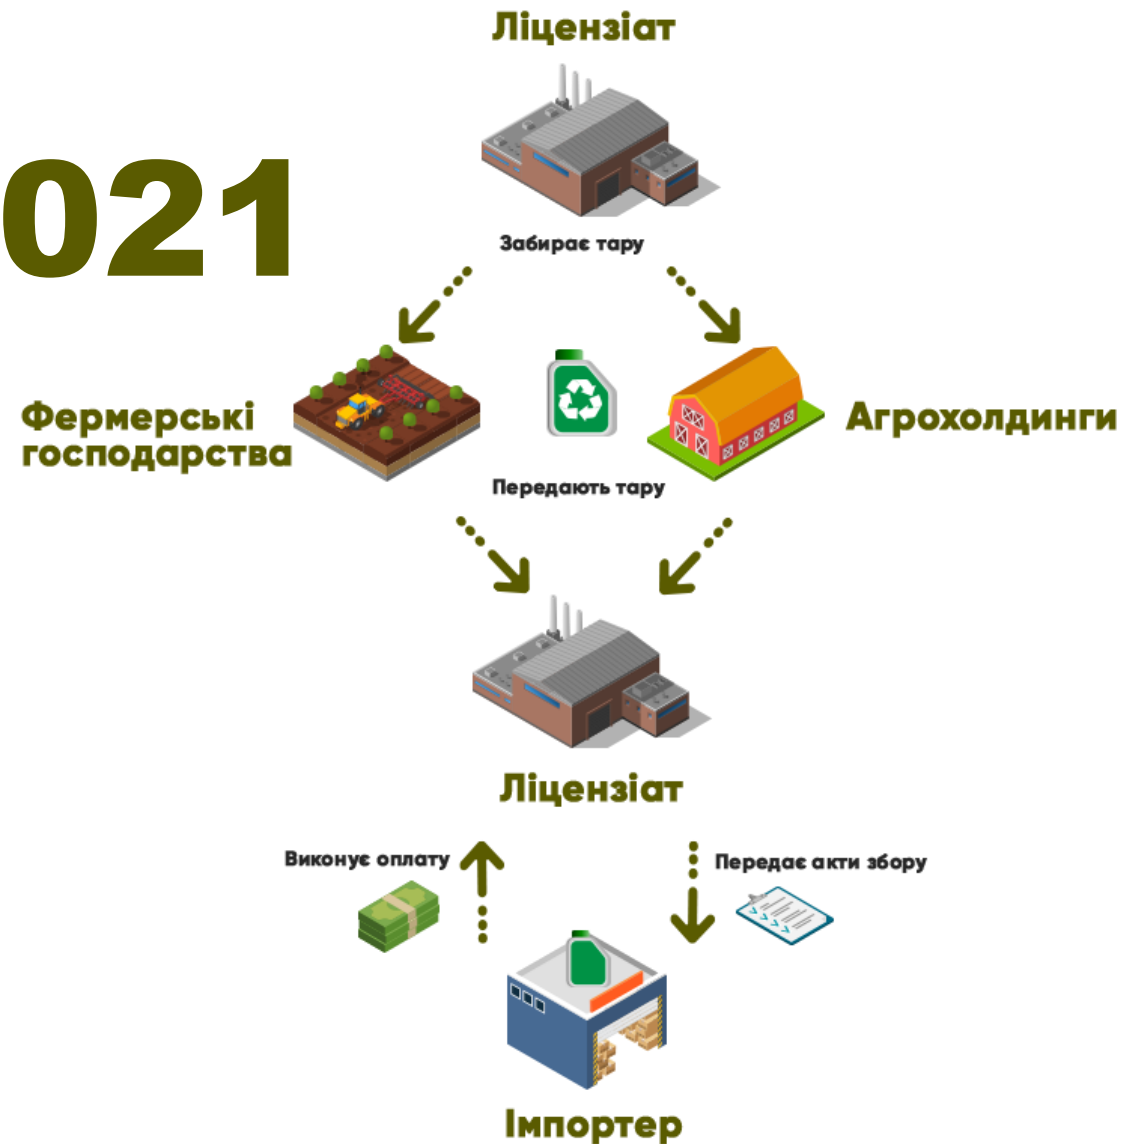 Ліцензіат
021
Забирає тару
Фермерські
господарства
Агрохолдинги
Передають тару
Ліцензіат
Виконує оплату
Передає акти збору
Імпортер